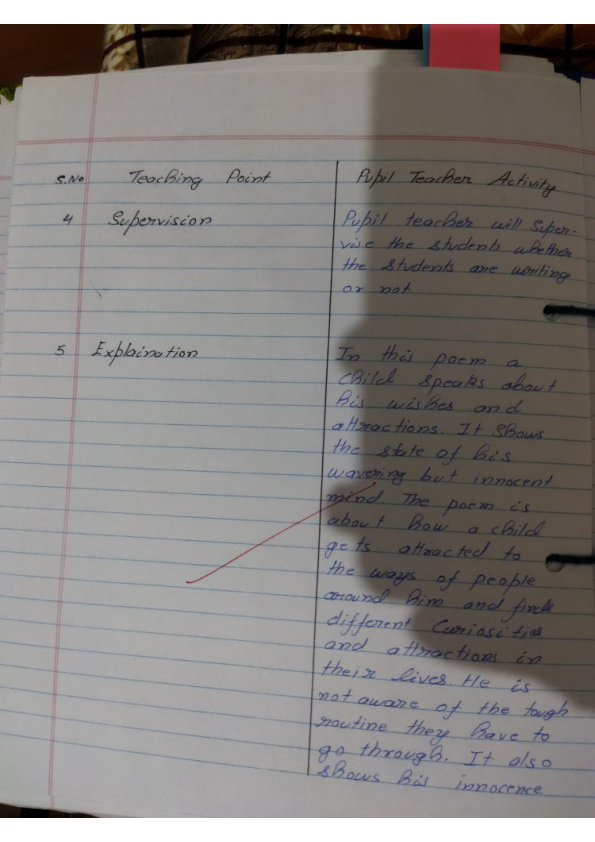 S.No Teaching Point Pupil Teacher Activity
4 Supervision Pupil teacher will Super-
vise the students whether
the students are writing
or not
5 Explaination In this poem a
child speaks about
his wishes and
attractions. It shows
the state of his
wavering but innocent
mind. The poem is
about how a child
gets attracted to
the ways of people
around him and finds
different Curiosities
and attractions in
their lives. He is
not aware of the tough
routine they have to
go through. It also
shows his innocence